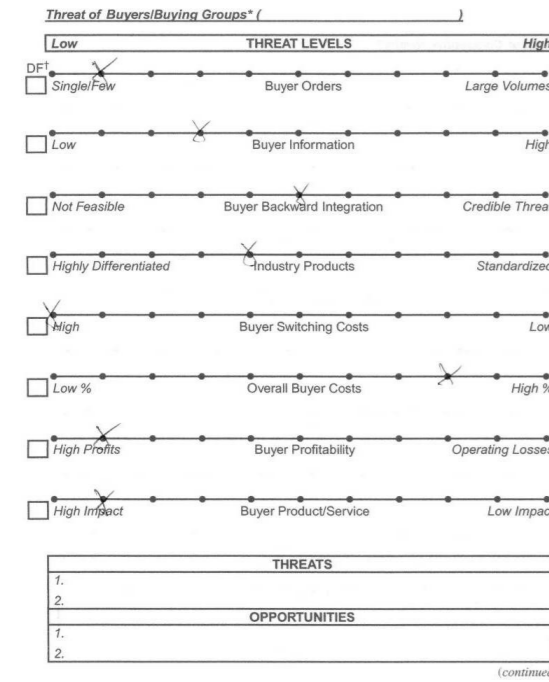 Threat of Buyers/Buying Groups* ( )
Low THREAT LEVELS High
DF†
Single/Few Buyer Orders Large Volumes
Low Buyer Information High
Not Feasible Buyer Backward Integration Credible Threa
Highly Differentiated Industry Products Standardized
High Buyer Switching Costs Low
Low % Overall Buyer Costs High %
High Profits Buyer Profitability Operating Losses
High Impact Buyer Product/Service Low Impac
THREATS
1.
2.
OPPORTUNITIES
1.
2.
(continued